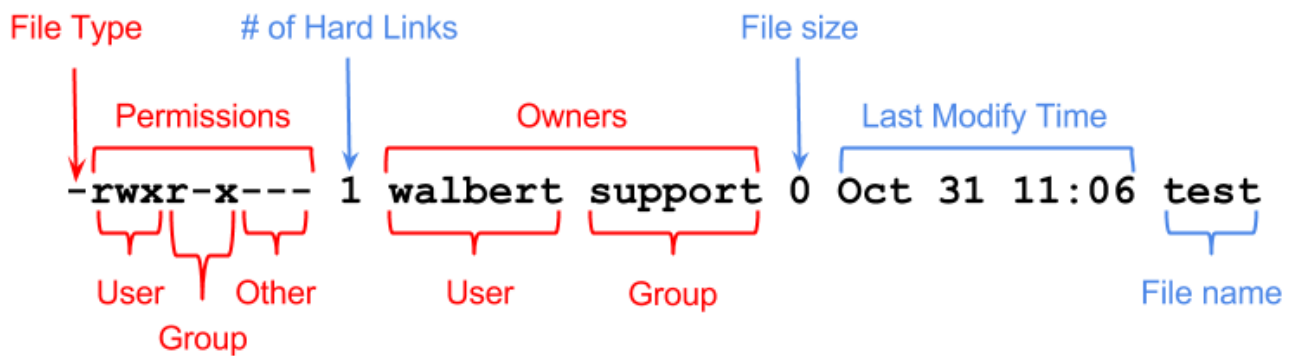 File Type # of Hard Links File size
Permissions Owners Last Modify Time
-rwxr-x--- 1 walbert support 0 Oct 31 11:06 test
User Other User Group File name
Group